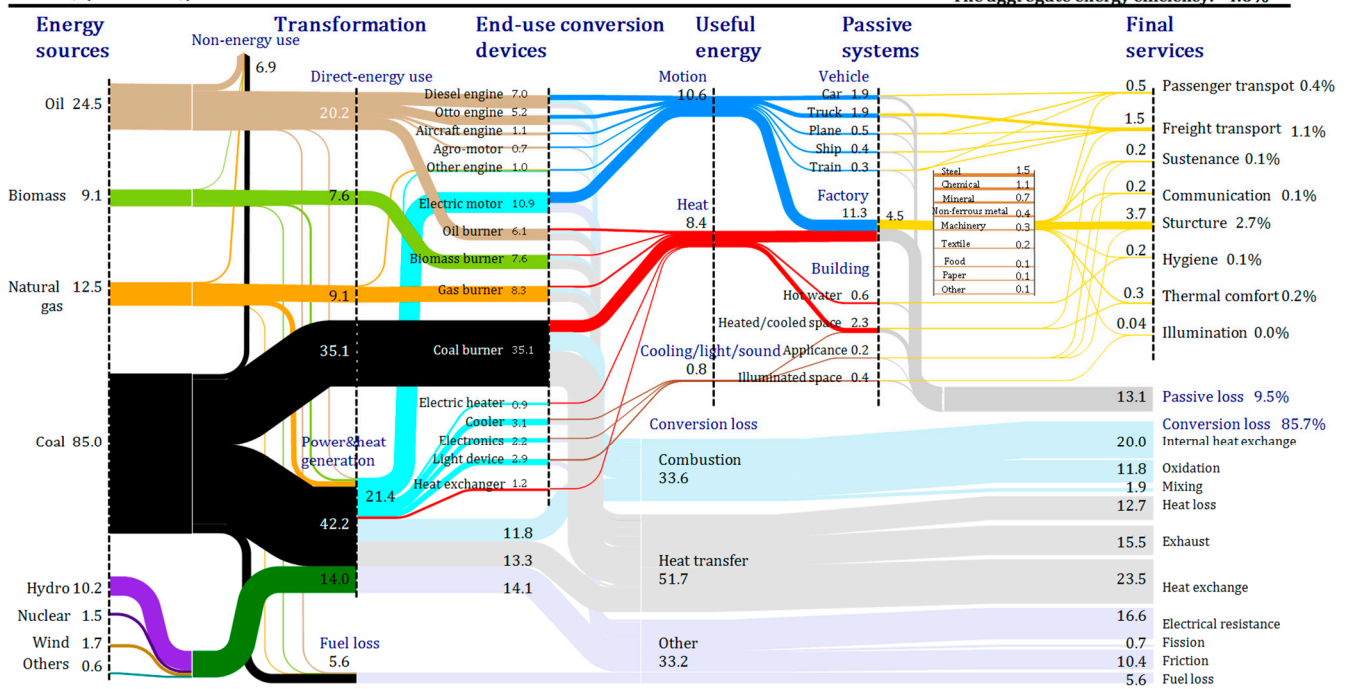 Energy sources
Transformation
End-use conversion devices
Useful energy
Passive systems
Final services
Non-energy use
6.9
Direct-energy use
Oil 24.5
20.2
Biomass 9.1
7.6
Natural gas 12.5
9.1
35.1
Coal 85.0
Power&heat generation
21.4
42.2
Hydro 10.2
14.0
Nuclear 1.5
Wind 1.7
Others 0.6
Fuel loss
5.6
Diesel engine 7.0
Otto engine 5.2
Aircraft engine 1.1
Agro-motor 0.7
Other engine 1.0
Electric motor 10.9
Oil burner 6.1
Biomass burner 7.6
Gas burner 8.3
Coal burner 35.1
Electric heater 0.9
Cooler 3.1
Electronics 2.2
Light device 2.9
Heat exchanger 1.2
11.8
13.3
14.1
Motion
10.6
Heat
8.4
Cooling/light/sound
0.8
Conversion loss
Combustion
33.6
Heat transfer
51.7
Other
33.2
Vehicle
Car 1.9
Truck 1.9
Plane 0.5
Ship 0.4
Train 0.3
Factory
11.3
4.5
Building
Hot water 0.6
Heated/cooled space 2.3
Applicance 0.2
Illuminated space 0.4
Steel 1.5
Chemical 1.1
Mineral 0.7
Non-ferrous metal 0.4
Machinery 0.3
Textile 0.2
Food 0.1
Paper 0.1
Other 0.1
0.5 Passenger transpot 0.4%
1.5 Freight transport 1.1%
0.2 Sustenance 0.1%
0.2 Communication 0.1%
3.7 Sturcture 2.7%
0.2 Hygiene 0.1%
0.3 Thermal comfort 0.2%
0.04 Illumination 0.0%
13.1 Passive loss 9.5%
Conversion loss 85.7%
20.0 Internal heat exchange
11.8 Oxidation
1.9 Mixing
12.7 Heat loss
15.5 Exhaust
23.5 Heat exchange
16.6 Electrical resistance
0.7 Fission
10.4 Friction
5.6 Fuel loss